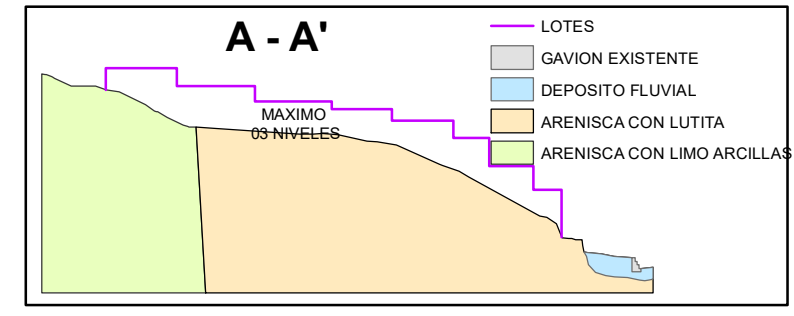 A - A'
LOTES
GAVION EXISTENTE
DEPOSITO FLUVIAL
ARENISCA CON LUTITA
ARENISCA CON LIMO ARCILLAS
MAXIMO
03 NIVELES